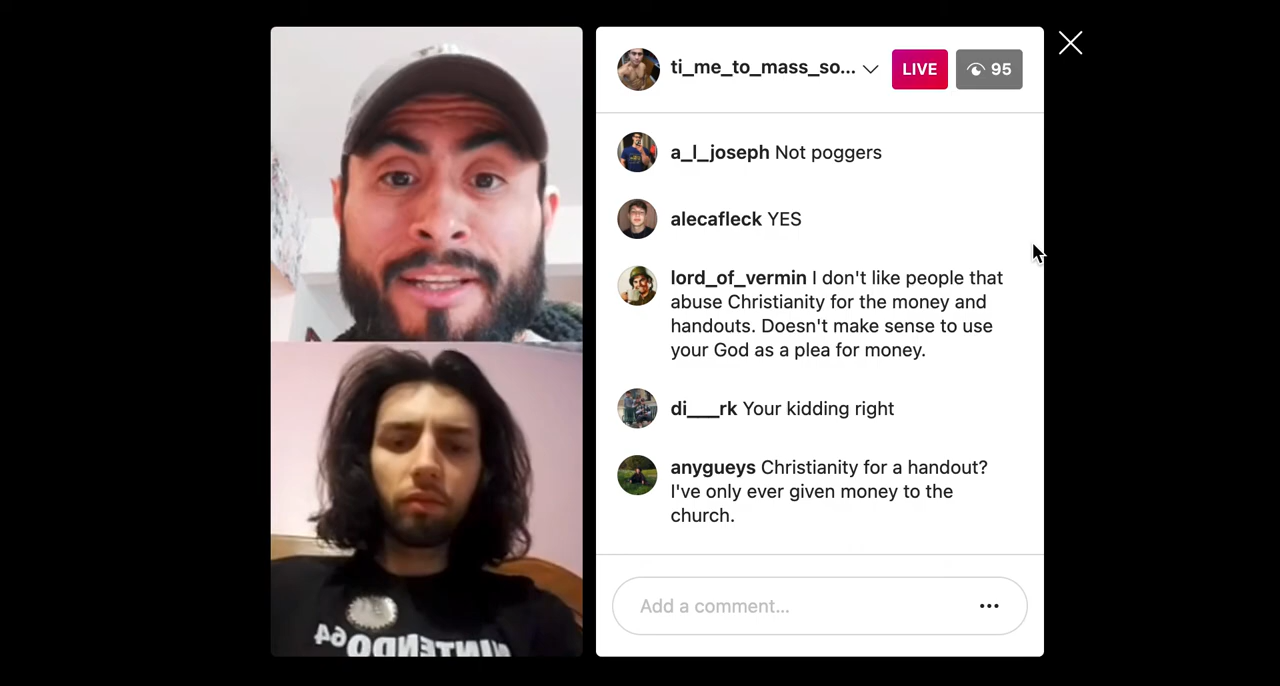 ti_me_to_mass_so...
LIVE
95
a_l_joseph Not poggers
alecafleck YES
lord_of_vermin I don't like people that
abuse Christianity for the money and
handouts. Doesn't make sense to use
your God as a plea for money.
di___rk Your kidding right
anygueys Christianity for a handout?
I've only ever given money to the
church.
Add a comment...
NINTENDO64